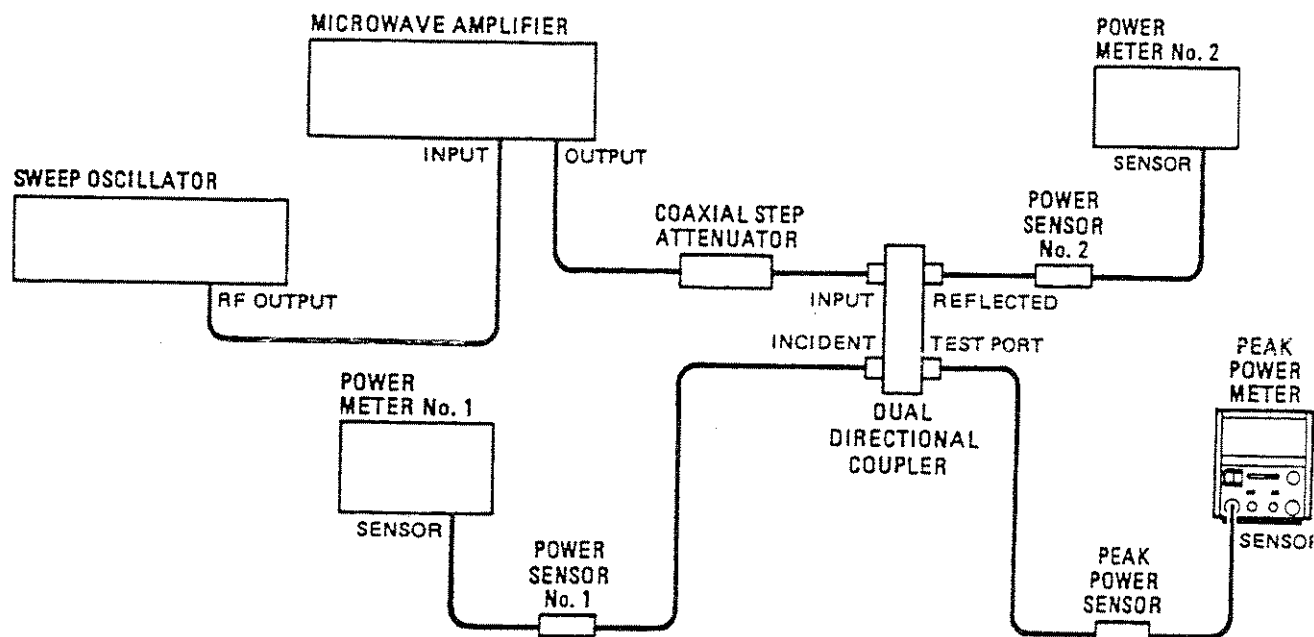 MICROWAVE AMPLIFIER
POWER
METER No. 2
INPUT
OUTPUT
SENSOR
SWEEP OSCILLATOR
COAXIAL STEP
ATTENUATOR
POWER
SENSOR
No. 2
RF OUTPUT
INPUT
REFLECTED
INCIDENT
TEST PORT
PEAK
POWER
METER
POWER
METER No. 1
DUAL
DIRECTIONAL
COUPLER
SENSOR
POWER
SENSOR
No. 1
PEAK
POWER
SENSOR
SENSOR